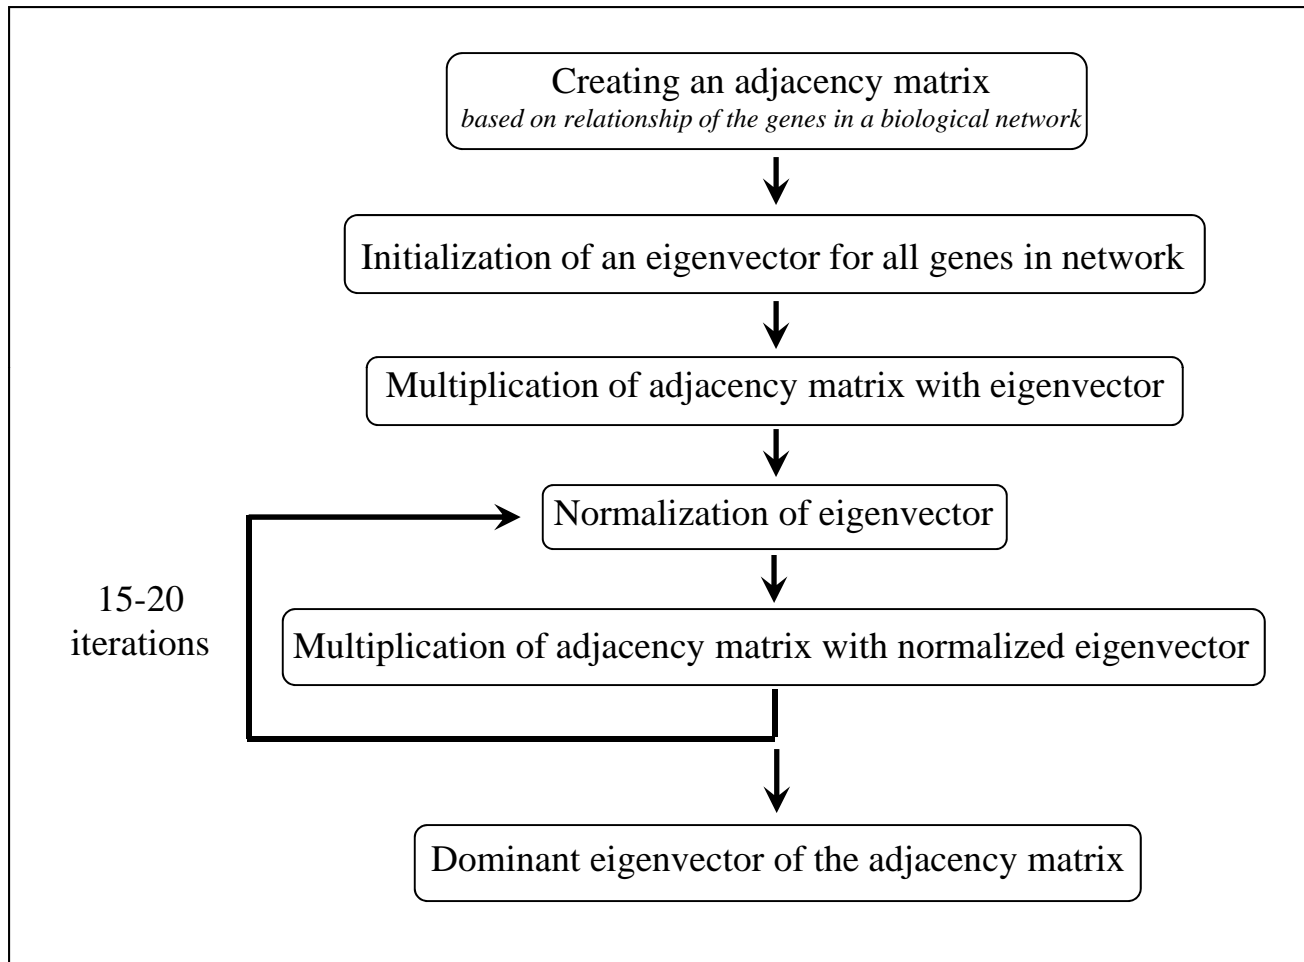 Creating an adjacency matrix
based on relationship of the genes in a biological network
Initialization of an eigenvector for all genes in network
Multiplication of adjacency matrix with eigenvector
Normalization of eigenvector
15-20
iterations
Multiplication of adjacency matrix with normalized eigenvector
Dominant eigenvector of the adjacency matrix